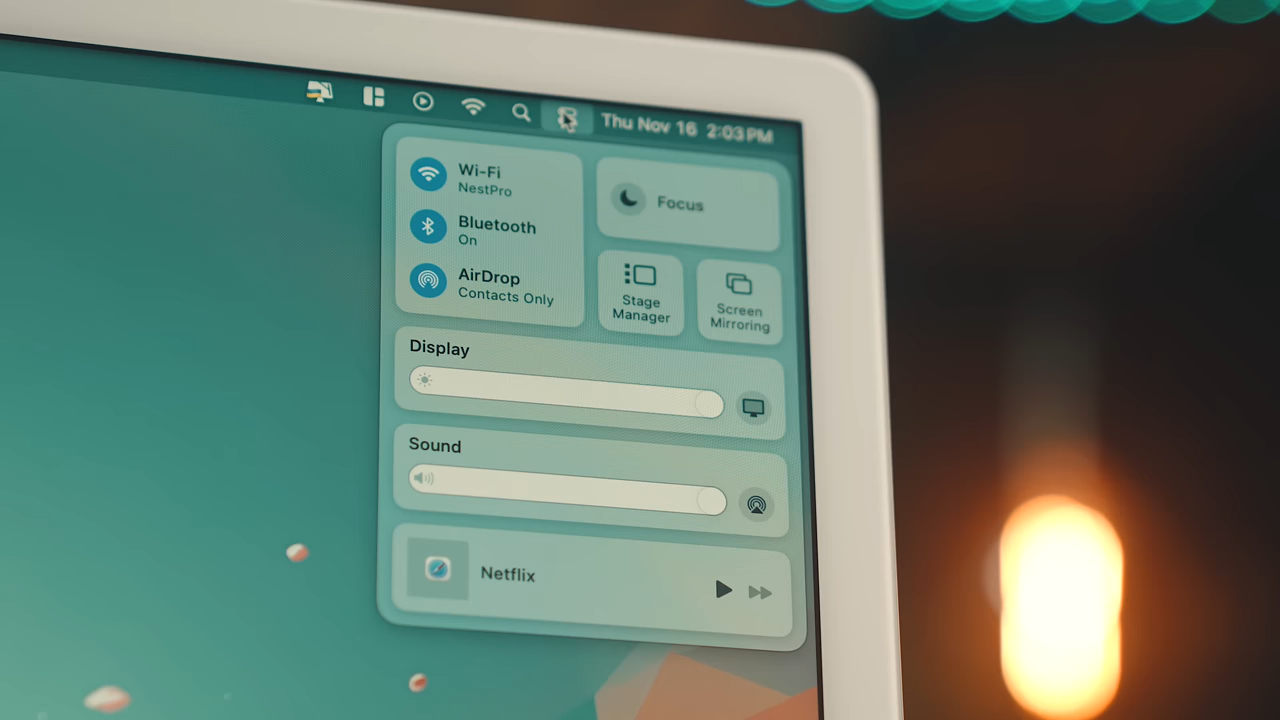 Thu Nov 16 2:03 PM
Wi-Fi
NestPro
Bluetooth
On
AirDrop
Contacts Only
Focus
Stage
Manager
Screen
Mirroring
Display
Sound
Netflix